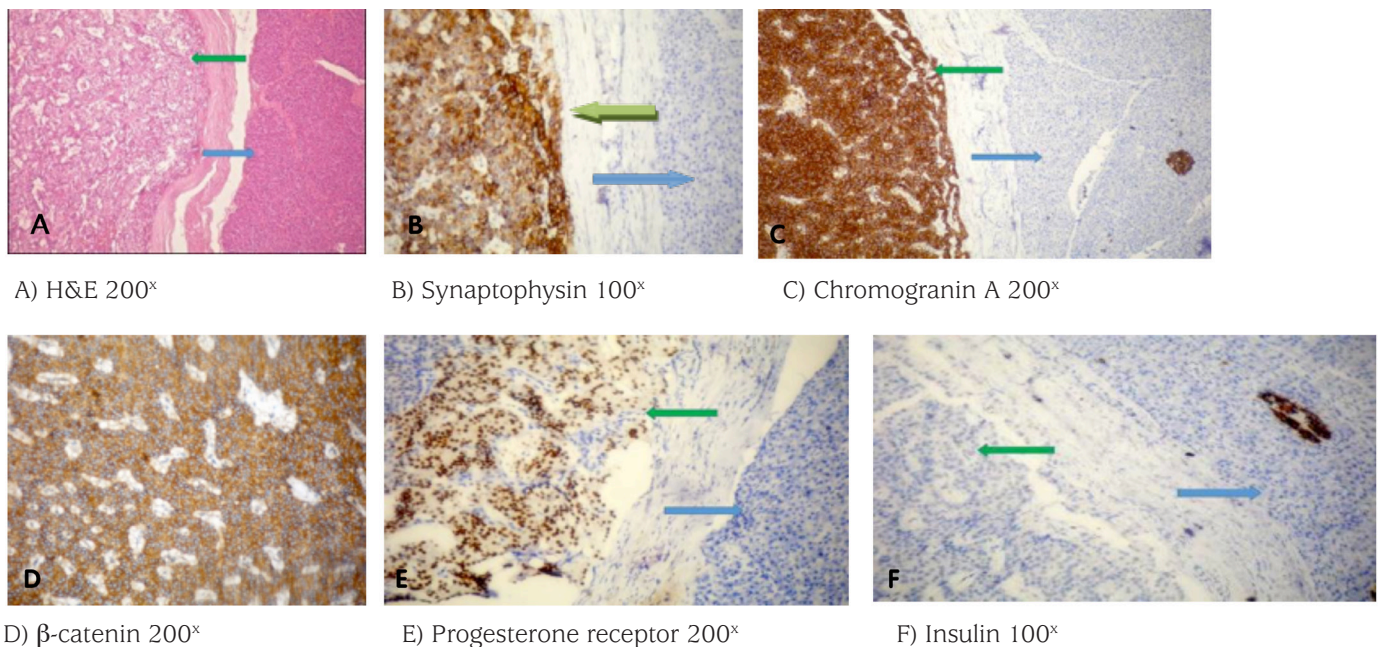 A
B
C
A) H&E 200ˣ
B) Synaptophysin 100ˣ
C) Chromogranin A 200ˣ
D
E
F
D) β-catenin 200ˣ
E) Progesterone receptor 200ˣ
F) Insulin 100ˣ